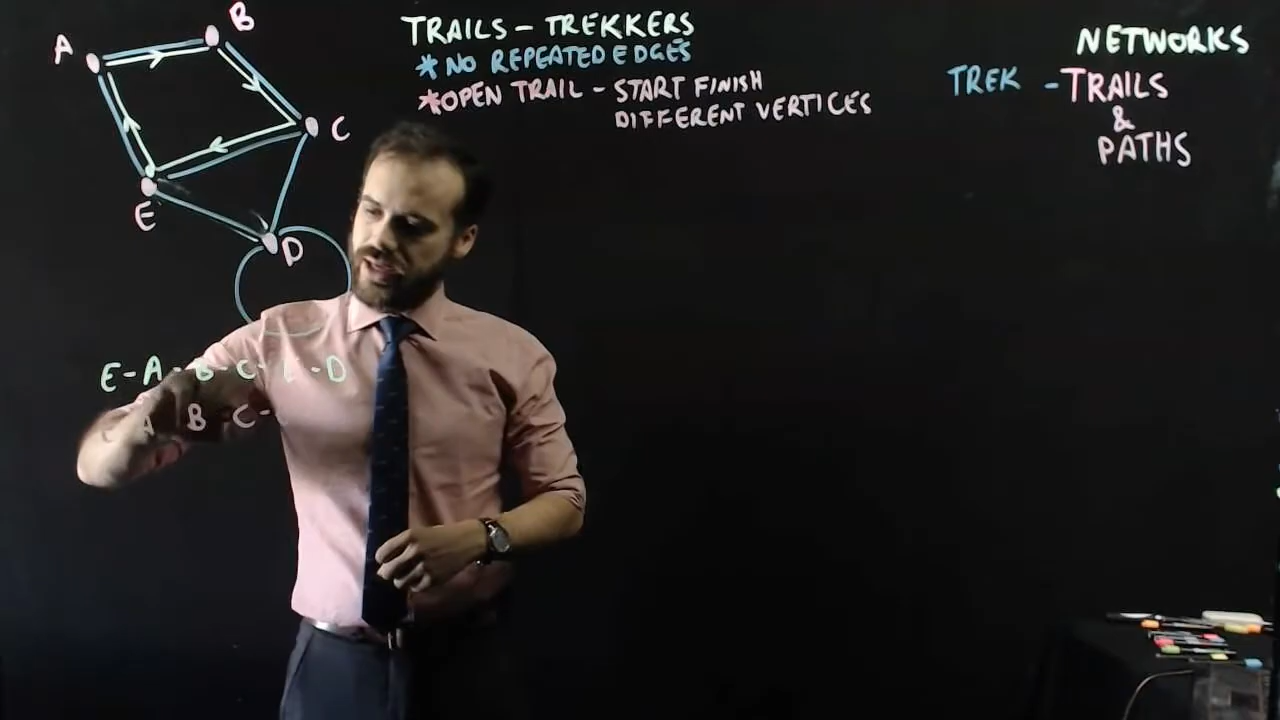 A
B
C
D
E
TRAILS - TREKKERS
* NO REPEATED EDGES
* OPEN TRAIL - START FINISH
DIFFERENT VERTICES
NETWORKS
TREK - TRAILS
&
PATHS
E - A - B - C - - D
A B C -